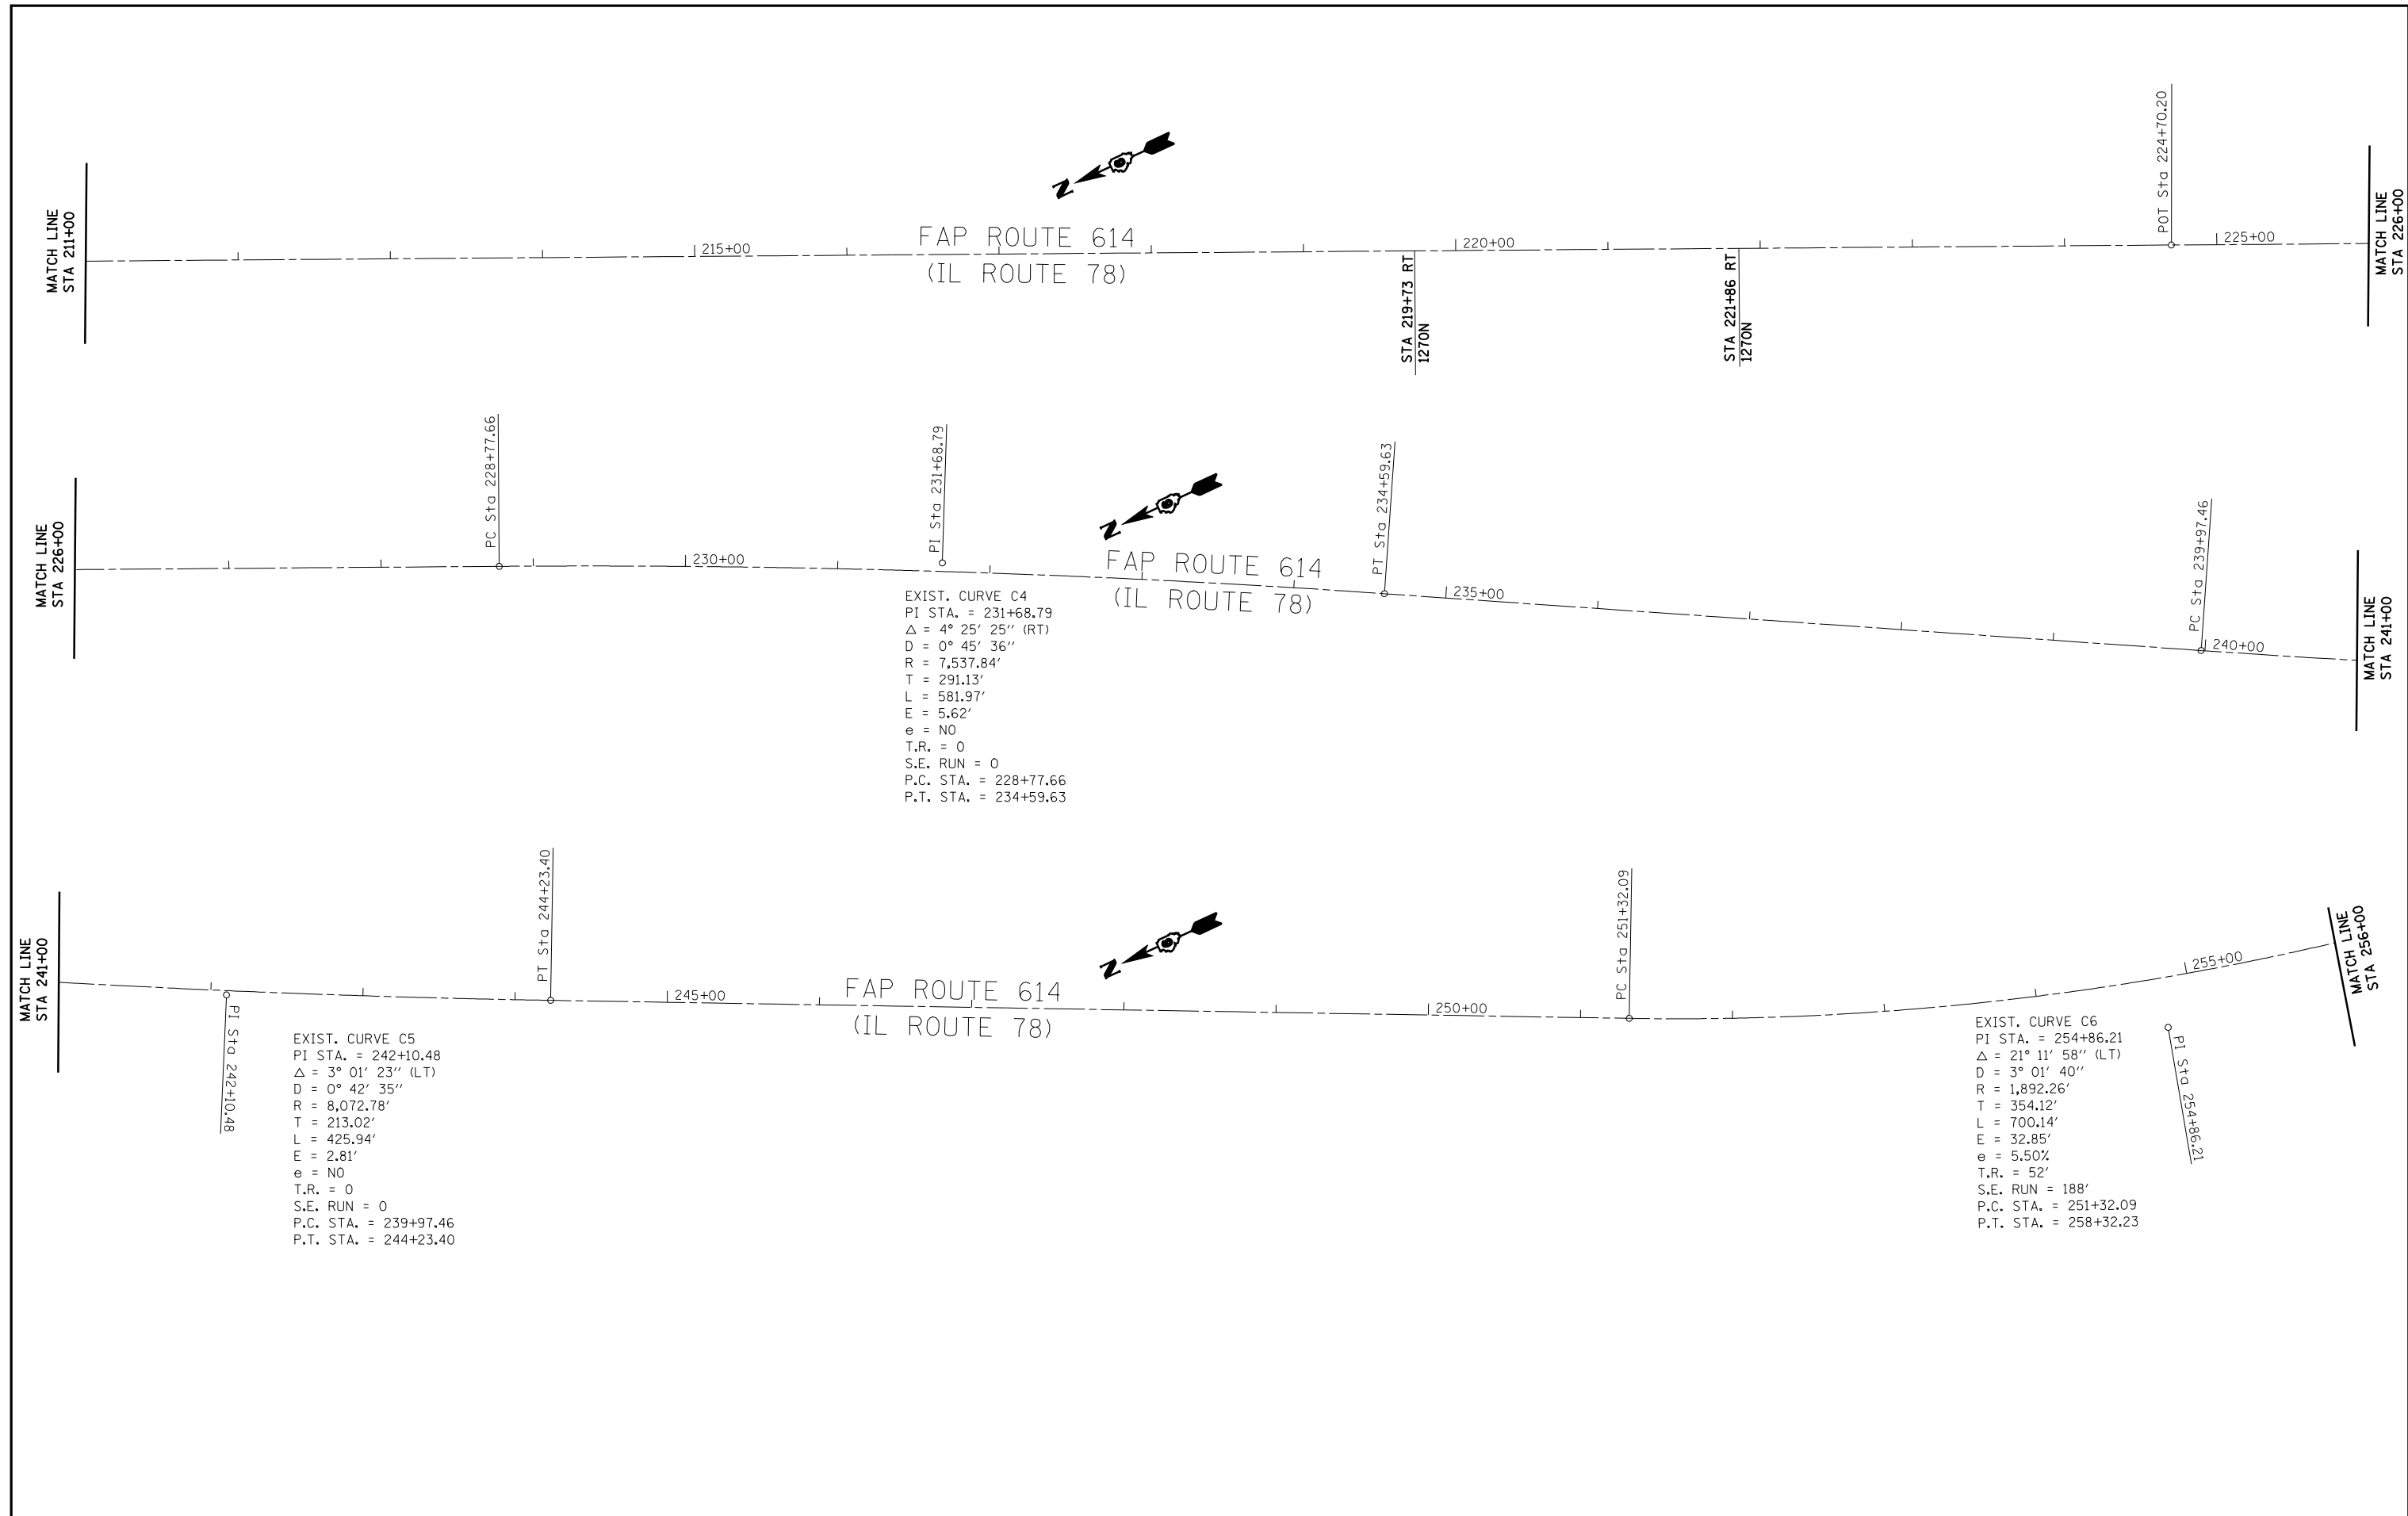 POT Sta 224+70.20
N
MATCH LINE
STA 211+00
215+00
FAP ROUTE 614
(IL ROUTE 78)
220+00
225+00
MATCH LINE
STA 226+00
STA 219+73 RT
1270N
STA 221+86 RT
1270N
MATCH LINE
STA 226+00
PC Sta 228+77.66
230+00
PI Sta 231+68.79
N
FAP ROUTE 614
(IL ROUTE 78)
PT Sta 234+59.63
235+00
PC Sta 239+97.46
240+00
MATCH LINE
STA 241+00
EXIST. CURVE C4
PI STA. = 231+68.79
Δ = 4° 25' 25'' (RT)
D = 0° 45' 36''
R = 7,537.84'
T = 291.13'
L = 581.97'
E = 5.62'
e = NO
T.R. = 0
S.E. RUN = 0
P.C. STA. = 228+77.66
P.T. STA. = 234+59.63
MATCH LINE
STA 241+00
PI Sta 242+10.48
PT Sta 244+23.40
245+00
FAP ROUTE 614
(IL ROUTE 78)
N
250+00
PC Sta 251+32.09
255+00
MATCH LINE
STA 256+00
PI Sta 254+86.21
EXIST. CURVE C5
PI STA. = 242+10.48
Δ = 3° 01' 23'' (LT)
D = 0° 42' 35''
R = 8,072.78'
T = 213.02'
L = 425.94'
E = 2.81'
e = NO
T.R. = 0
S.E. RUN = 0
P.C. STA. = 239+97.46
P.T. STA. = 244+23.40
EXIST. CURVE C6
PI STA. = 254+86.21
Δ = 21° 11' 58'' (LT)
D = 3° 01' 40''
R = 1,892.26'
T = 354.12'
L = 700.14'
E = 32.85'
e = 5.50%
T.R. = 52'
S.E. RUN = 188'
P.C. STA. = 251+32.09
P.T. STA. = 258+32.23